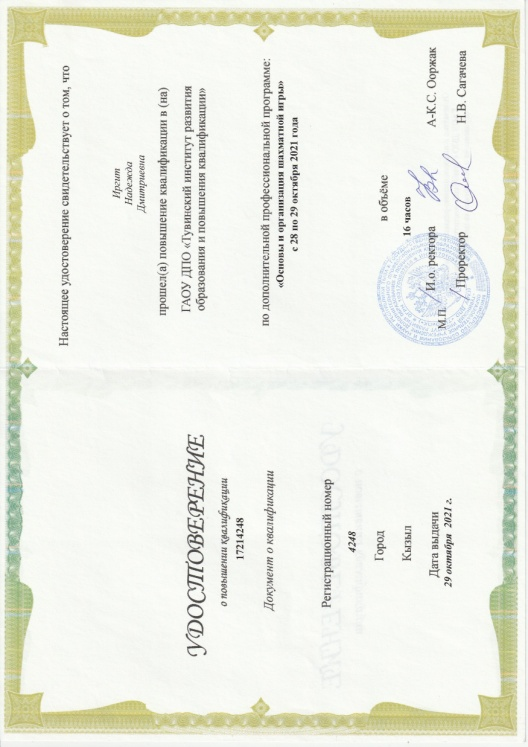 УДОСТОВЕРЕНИЕ
о повышении квалификации
17214248
Документ о квалификации
Регистрационный номер
4248
Город
Кызыл
Дата выдачи
29 октября 2021 г.
Настоящее удостоверение свидетельствует о том, что
Иргит
Надежда
Дмитриевна
прошел(а) повышение квалификации в (на)
ГАОУ ДПО «Тувинский институт развития
образования и повышения квалификации»
по дополнительной профессиональной программе:
«Основы и организация шахматной игры»
с 28 по 29 октября 2021 года
в объёме
16 часов
И.о. ректора А-К.С. Ооржак
М.П.
Проректор Н.В. Сагачева